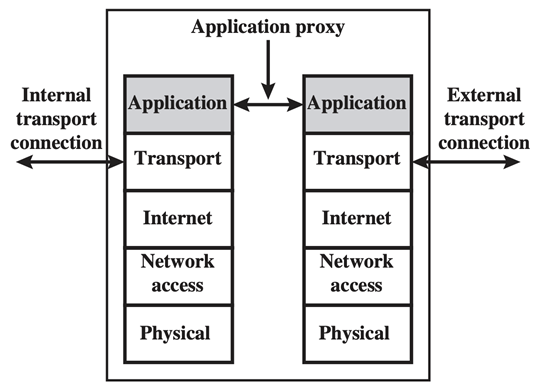 Application proxy
Internal
transport
connection
Application
Application
External
transport
connection
Transport
Transport
Internet
Internet
Network
access
Network
access
Physical
Physical